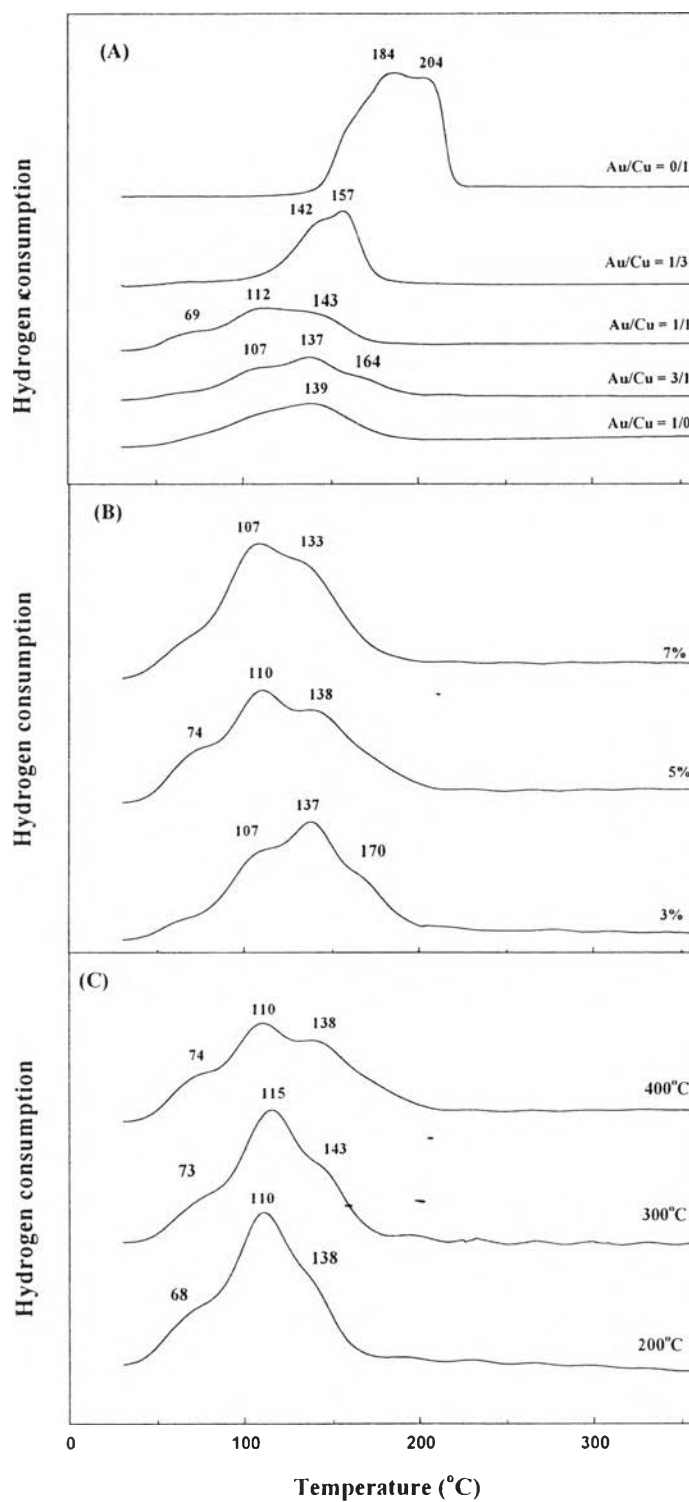 (A)
184 204
Au/Cu = 0/1
142 157
Au/Cu = 1/3
69 112 143
Au/Cu = 1/1
107 137 164
Au/Cu = 3/1
139
Au/Cu = 1/0
Hydrogen consumption
(B)
107 133
7%
74 110 138
5%
107 137 170
3%
Hydrogen consumption
(C)
74 110 138
400°C
73 115 143
300°C
68 110 138
200°C
Hydrogen consumption
0 100 200 300
Temperature (°C)